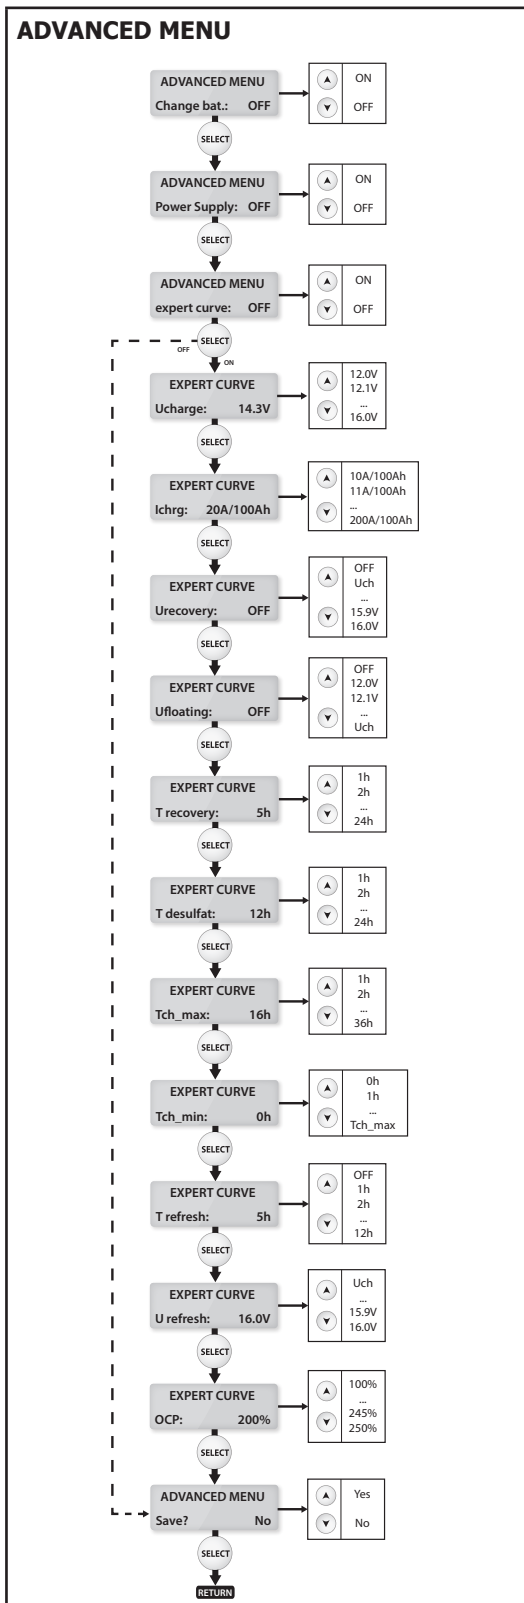 ADVANCED MENU
ADVANCED MENU
Change bat.: OFF
ON
OFF
SELECT
ADVANCED MENU
Power Supply: OFF
ON
OFF
SELECT
ADVANCED MENU
expert curve: OFF
ON
OFF
SELECT
OFF
ON
EXPERT CURVE
Ucharge: 14.3V
12.0V
12.1V
...
16.0V
SELECT
EXPERT CURVE
Ichrg: 20A/100Ah
10A/100Ah
11A/100Ah
...
200A/100Ah
SELECT
EXPERT CURVE
Urecovery: OFF
OFF
Uch
...
15.9V
16.0V
SELECT
EXPERT CURVE
Ufloating: OFF
OFF
12.0V
12.1V
...
Uch
SELECT
EXPERT CURVE
T recovery: 5h
1h
2h
...
24h
SELECT
EXPERT CURVE
T desulfat: 12h
1h
2h
...
24h
SELECT
EXPERT CURVE
Tch_max: 16h
1h
2h
...
36h
SELECT
EXPERT CURVE
Tch_min: 0h
0h
1h
...
Tch_max
SELECT
EXPERT CURVE
T refresh: 5h
OFF
1h
2h
...
12h
SELECT
EXPERT CURVE
U refresh: 16.0V
Uch
...
15.9V
16.0V
SELECT
EXPERT CURVE
OCP: 200%
100%
...
245%
250%
SELECT
ADVANCED MENU
Save? No
Yes
No
SELECT
RETURN